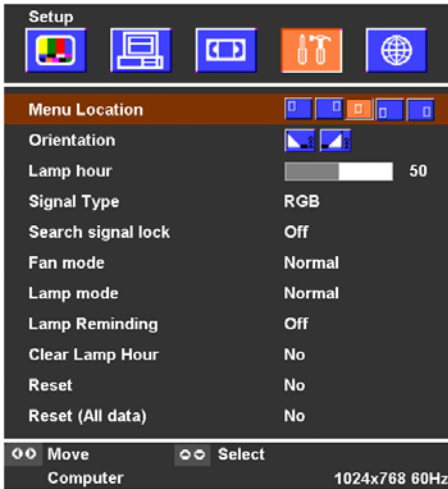 Setup
Menu Location
Orientation
Lamp hour 50
Signal Type RGB
Search signal lock Off
Fan mode Normal
Lamp mode Normal
Lamp Reminding Off
Clear Lamp Hour No
Reset No
Reset (All data) No
Move Select
Computer 1024x768 60Hz